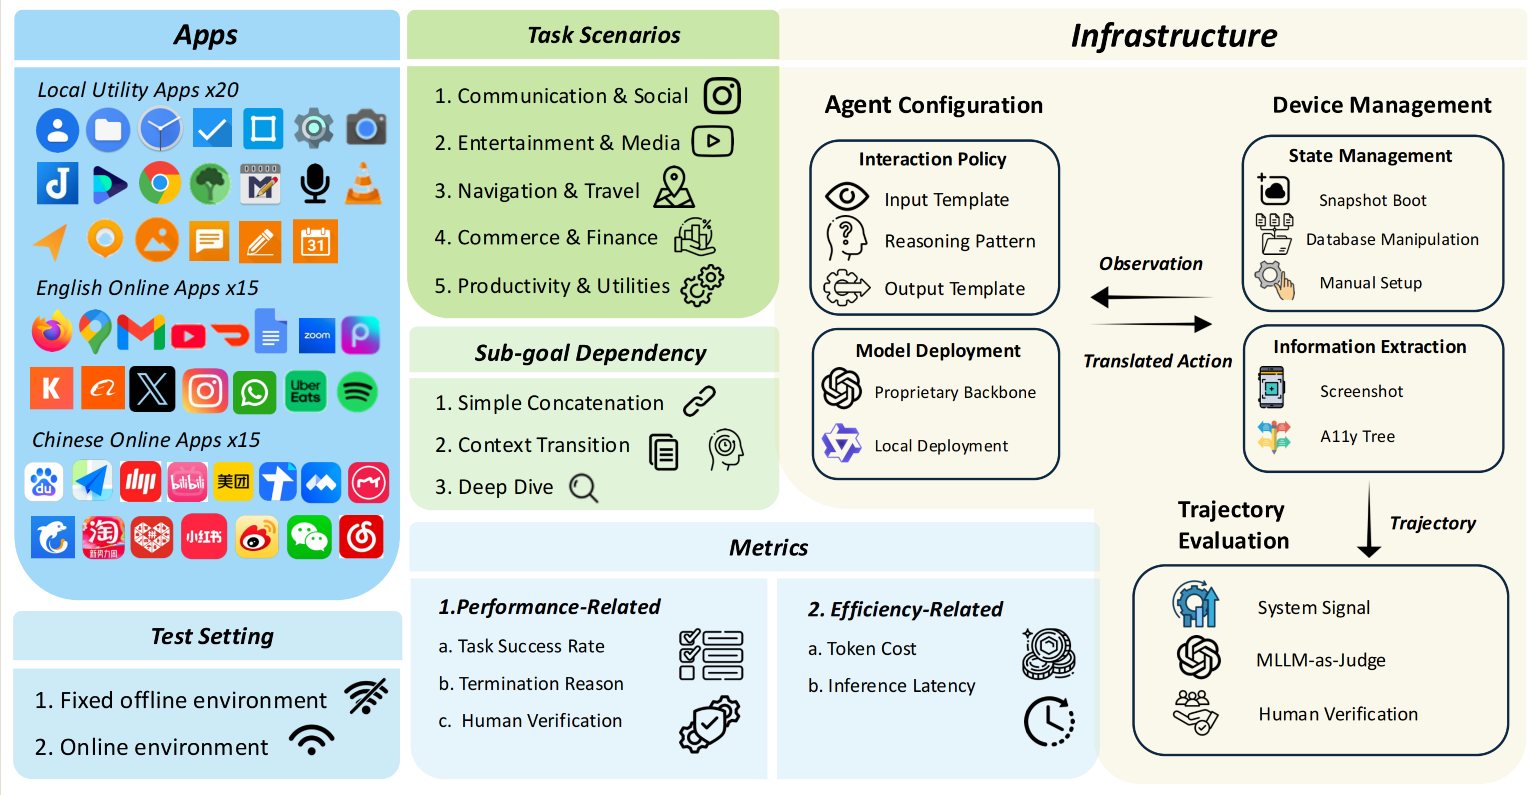 Apps
Local Utility Apps x20
31
English Online Apps x15
zoom
K
Uber
Eats
Chinese Online Apps x15
du
bilibili
美团
淘
新势力周
拼
小红书
Test Setting
1. Fixed offline environment
2. Online environment
Task Scenarios
1. Communication & Social
2. Entertainment & Media
3. Navigation & Travel
4. Commerce & Finance
5. Productivity & Utilities
Sub-goal Dependency
1. Simple Concatenation
2. Context Transition
3. Deep Dive
Metrics
1.Performance-Related
a. Task Success Rate
b. Termination Reason
c. Human Verification
2. Efficiency-Related
a. Token Cost
b. Inference Latency
Infrastructure
Agent Configuration
Interaction Policy
Input Template
Reasoning Pattern
Output Template
Model Deployment
Proprietary Backbone
Local Deployment
Observation
Translated Action
Device Management
State Management
Snapshot Boot
Database Manipulation
Manual Setup
Information Extraction
Screenshot
A11y Tree
Trajectory
Trajectory
Evaluation
System Signal
MLLM-as-Judge
Human Verification